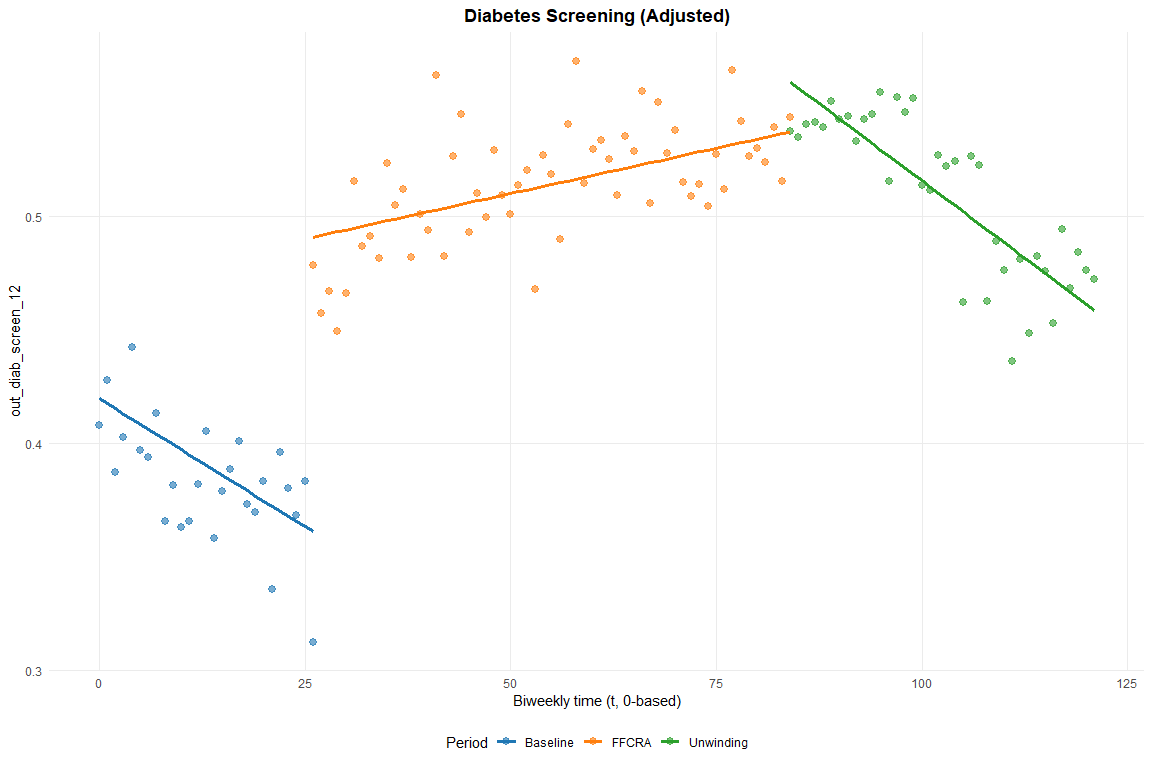 Diabetes Screening (Adjusted)
out_diab_screen_12
0.5
0.4
0.3
0 25 50 75 100 125
Biweekly time (t, 0-based)
Period Baseline FFCRA Unwinding